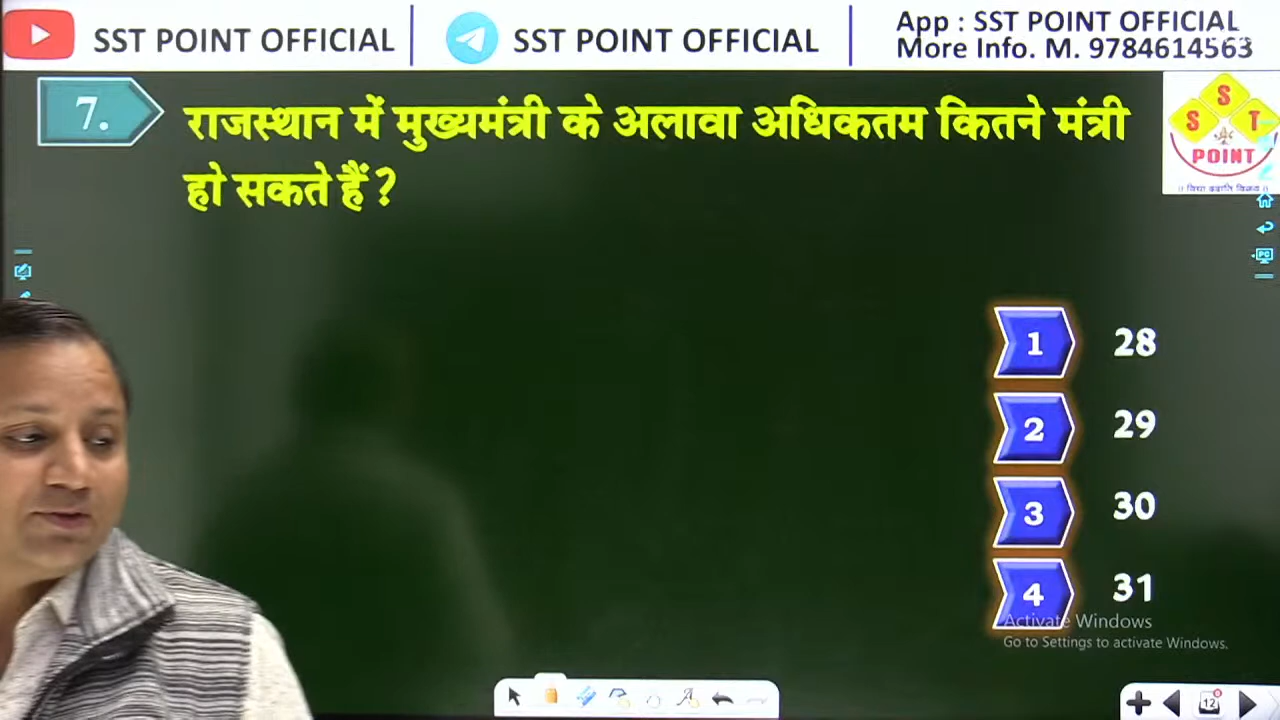 SST POINT OFFICIAL
SST POINT OFFICIAL
App : SST POINT OFFICIAL
More Info. M. 9784614563
7.
राजस्थान में मुख्यमंत्री के अलावा अधिकतम कितने मंत्री
हो सकते हैं ?
S
S T
POINT
1 28
2 29
3 30
4 31
Activate Windows
Go to Settings to activate Windows.
12